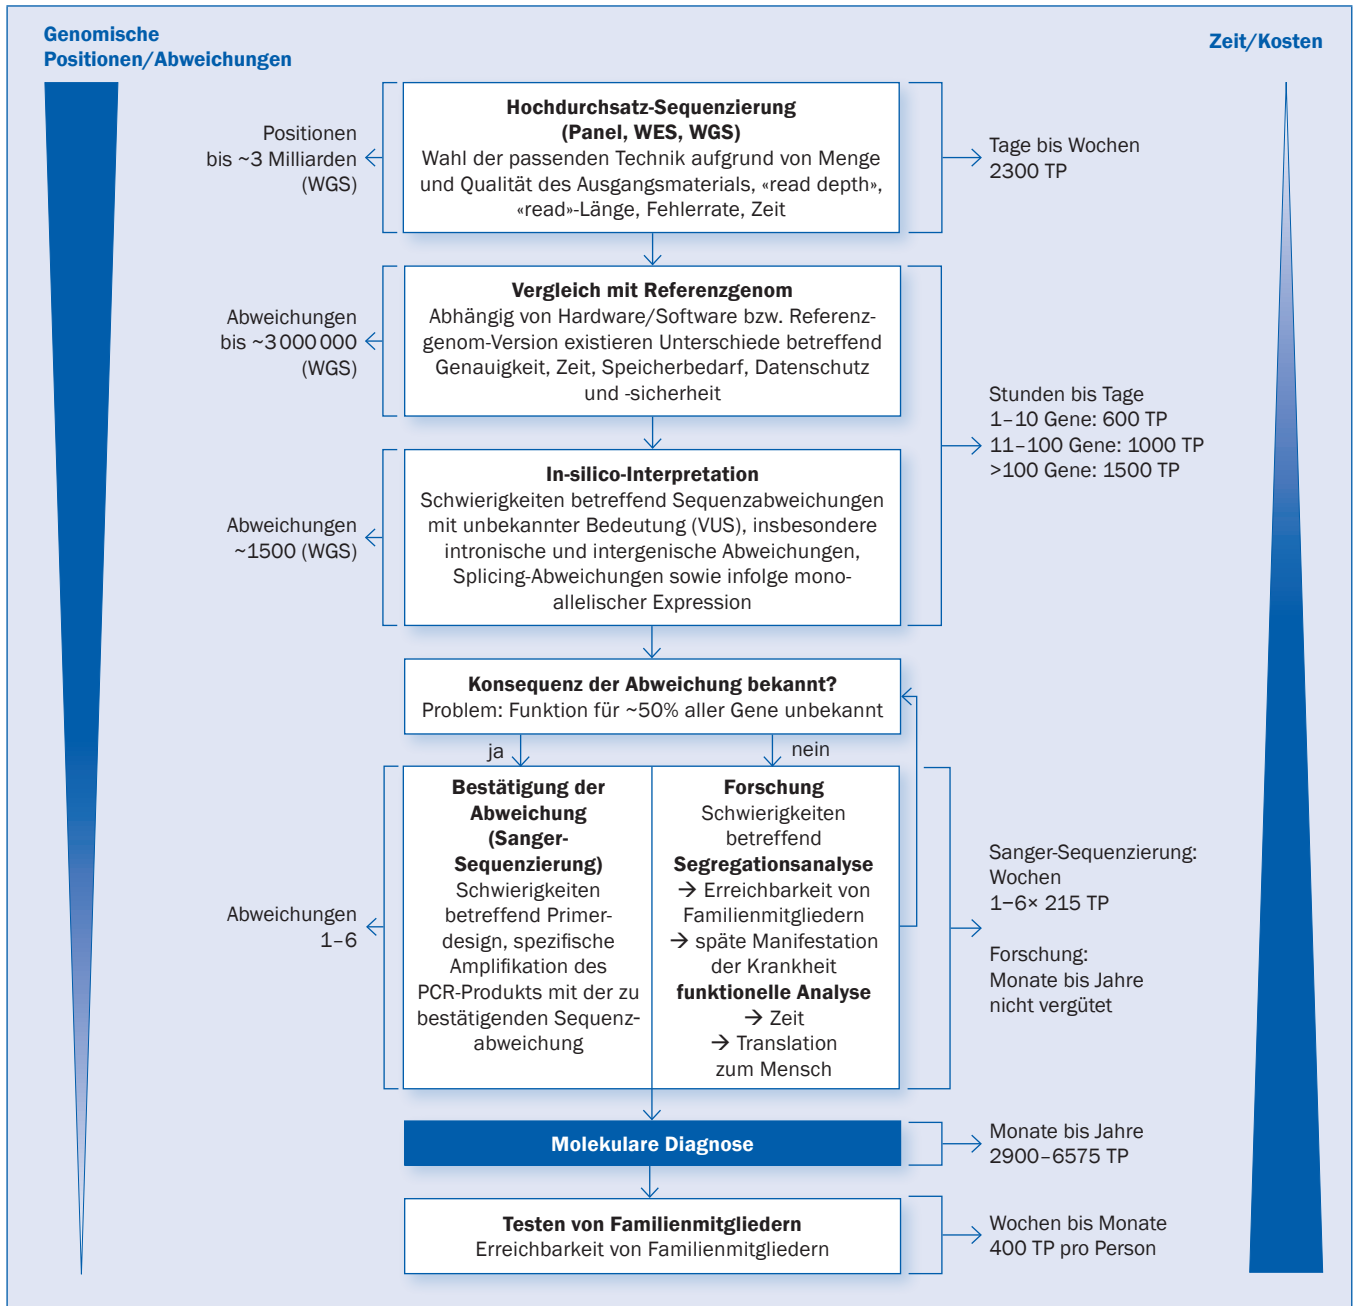 Genomische
Positionen/Abweichungen
Zeit/Kosten
Hochdurchsatz-Sequenzierung
(Panel, WES, WGS)
Wahl der passenden Technik aufgrund von Menge
und Qualität des Ausgangsmaterials, «read depth»,
«read»-Länge, Fehlerrate, Zeit
Positionen
bis ~3 Milliarden
(WGS)
Tage bis Wochen
2300 TP
Vergleich mit Referenzgenom
Abhängig von Hardware/Software bzw. Referenz-
genom-Version existieren Unterschiede betreffend
Genauigkeit, Zeit, Speicherbedarf, Datenschutz
und -sicherheit
Abweichungen
bis ~3 000 000
(WGS)
Stunden bis Tage
1–10 Gene: 600 TP
11–100 Gene: 1000 TP
>100 Gene: 1500 TP
In-silico-Interpretation
Schwierigkeiten betreffend Sequenzabweichungen
mit unbekannter Bedeutung (VUS), insbesondere
intronische und intergenische Abweichungen,
Splicing-Abweichungen sowie infolge mono-
allelischer Expression
Abweichungen
~1500 (WGS)
Konsequenz der Abweichung bekannt?
Problem: Funktion für ~50% aller Gene unbekannt
ja
nein
Bestätigung der
Abweichung
(Sanger-
Sequenzierung)
Schwierigkeiten
betreffend Primer-
design, spezifische
Amplifikation des
PCR-Produkts mit der zu
bestätigenden Sequenz-
abweichung
Forschung
Schwierigkeiten
betreffend
Segregationsanalyse
→ Erreichbarkeit von
Familienmitgliedern
→ späte Manifestation
der Krankheit
funktionelle Analyse
→ Zeit
→ Translation
zum Mensch
Abweichungen
1–6
Sanger-Sequenzierung:
Wochen
1–6× 215 TP
Forschung:
Monate bis Jahre
nicht vergütet
Molekulare Diagnose
Monate bis Jahre
2900–6575 TP
Testen von Familienmitgliedern
Erreichbarkeit von Familienmitgliedern
Wochen bis Monate
400 TP pro Person